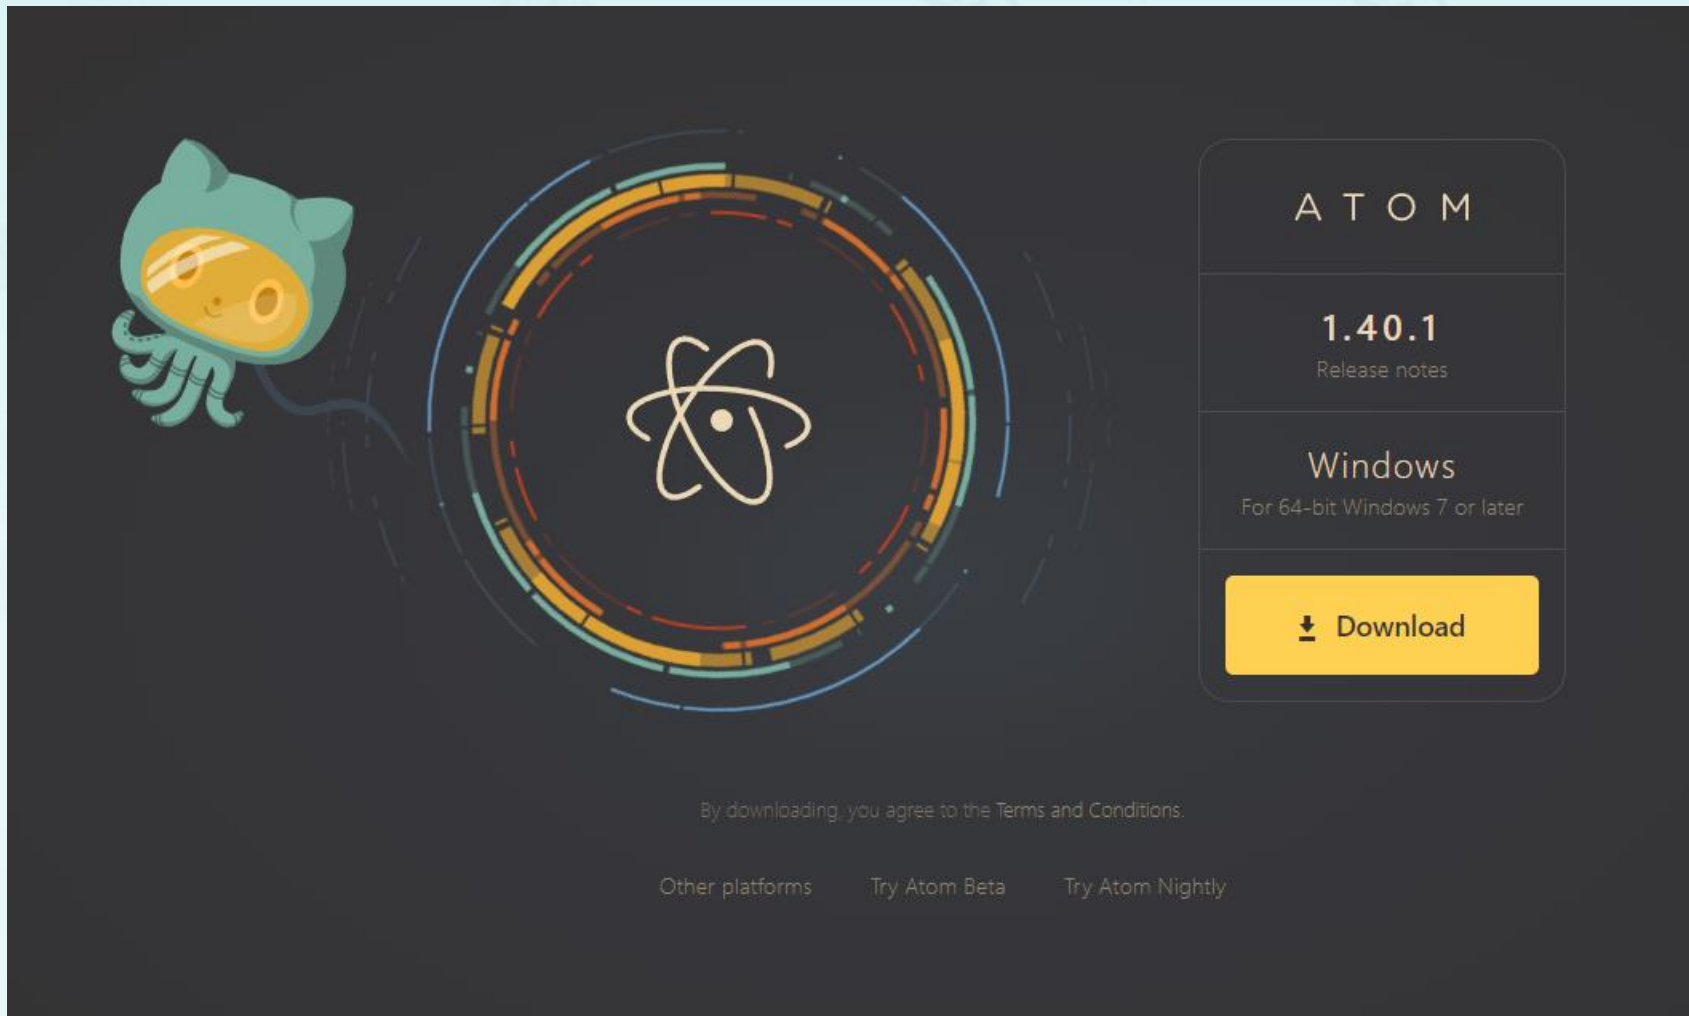 ATOM
1.40.1
Release notes
Windows
For 64-bit Windows 7 or later
Download
By downloading, you agree to the Terms and Conditions.
Other platforms Try Atom Beta Try Atom Nightly